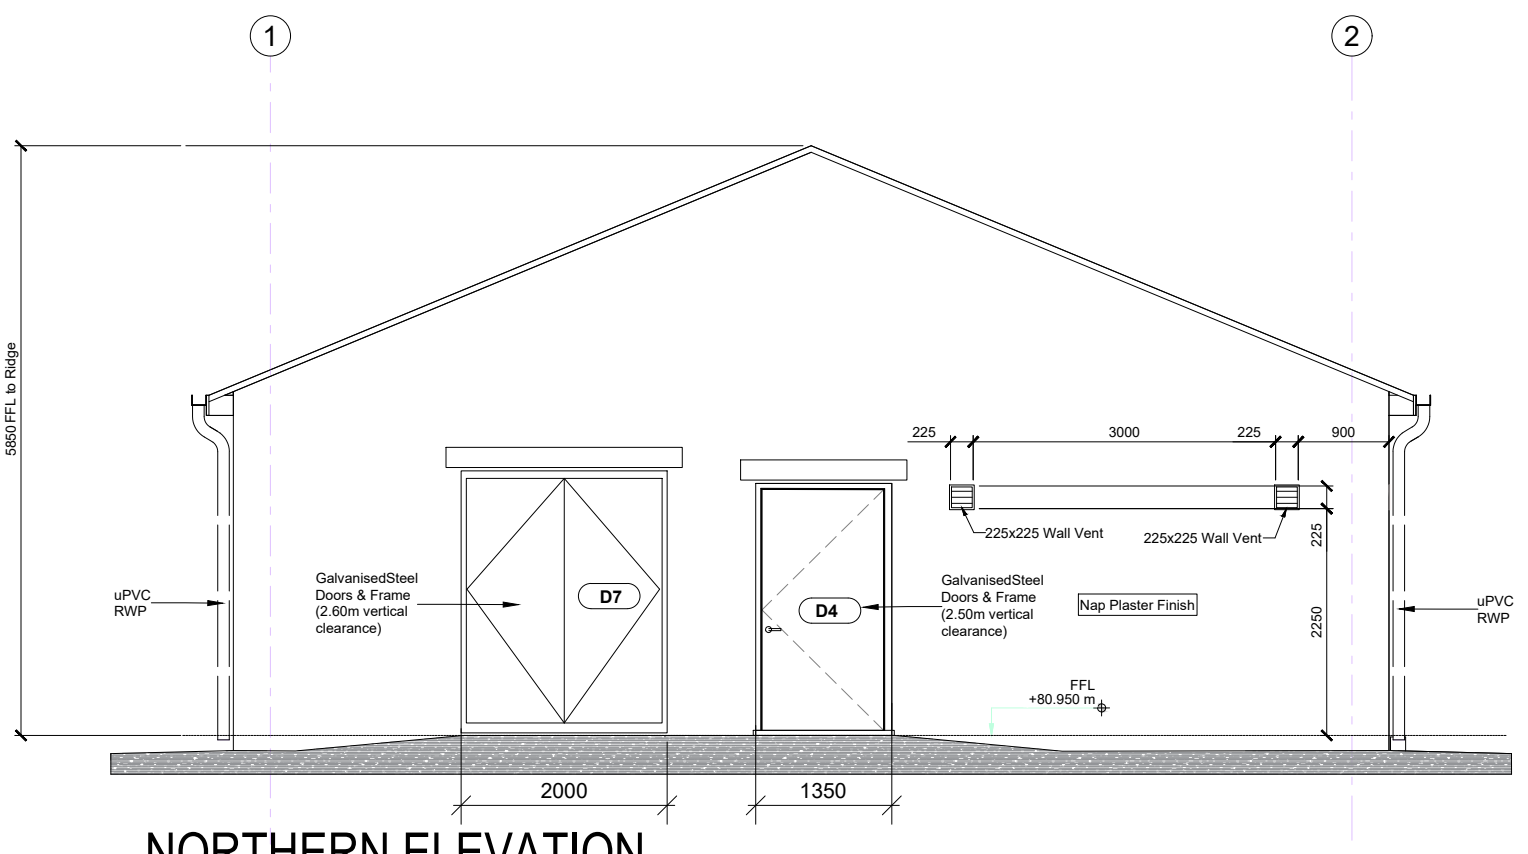 1
2
5850 FFL to Ridge
225
3000
225
900
225x225 Wall Vent
225x225 Wall Vent
225
2250
GalvanisedSteel
Doors & Frame
(2.60m vertical
clearance)
D7
D4
GalvanisedSteel
Doors & Frame
(2.50m vertical
clearance)
Nap Plaster Finish
uPVC
RWP
uPVC
RWP
FFL
+80.950 m
2000
1350
NORTHERN ELEVATION